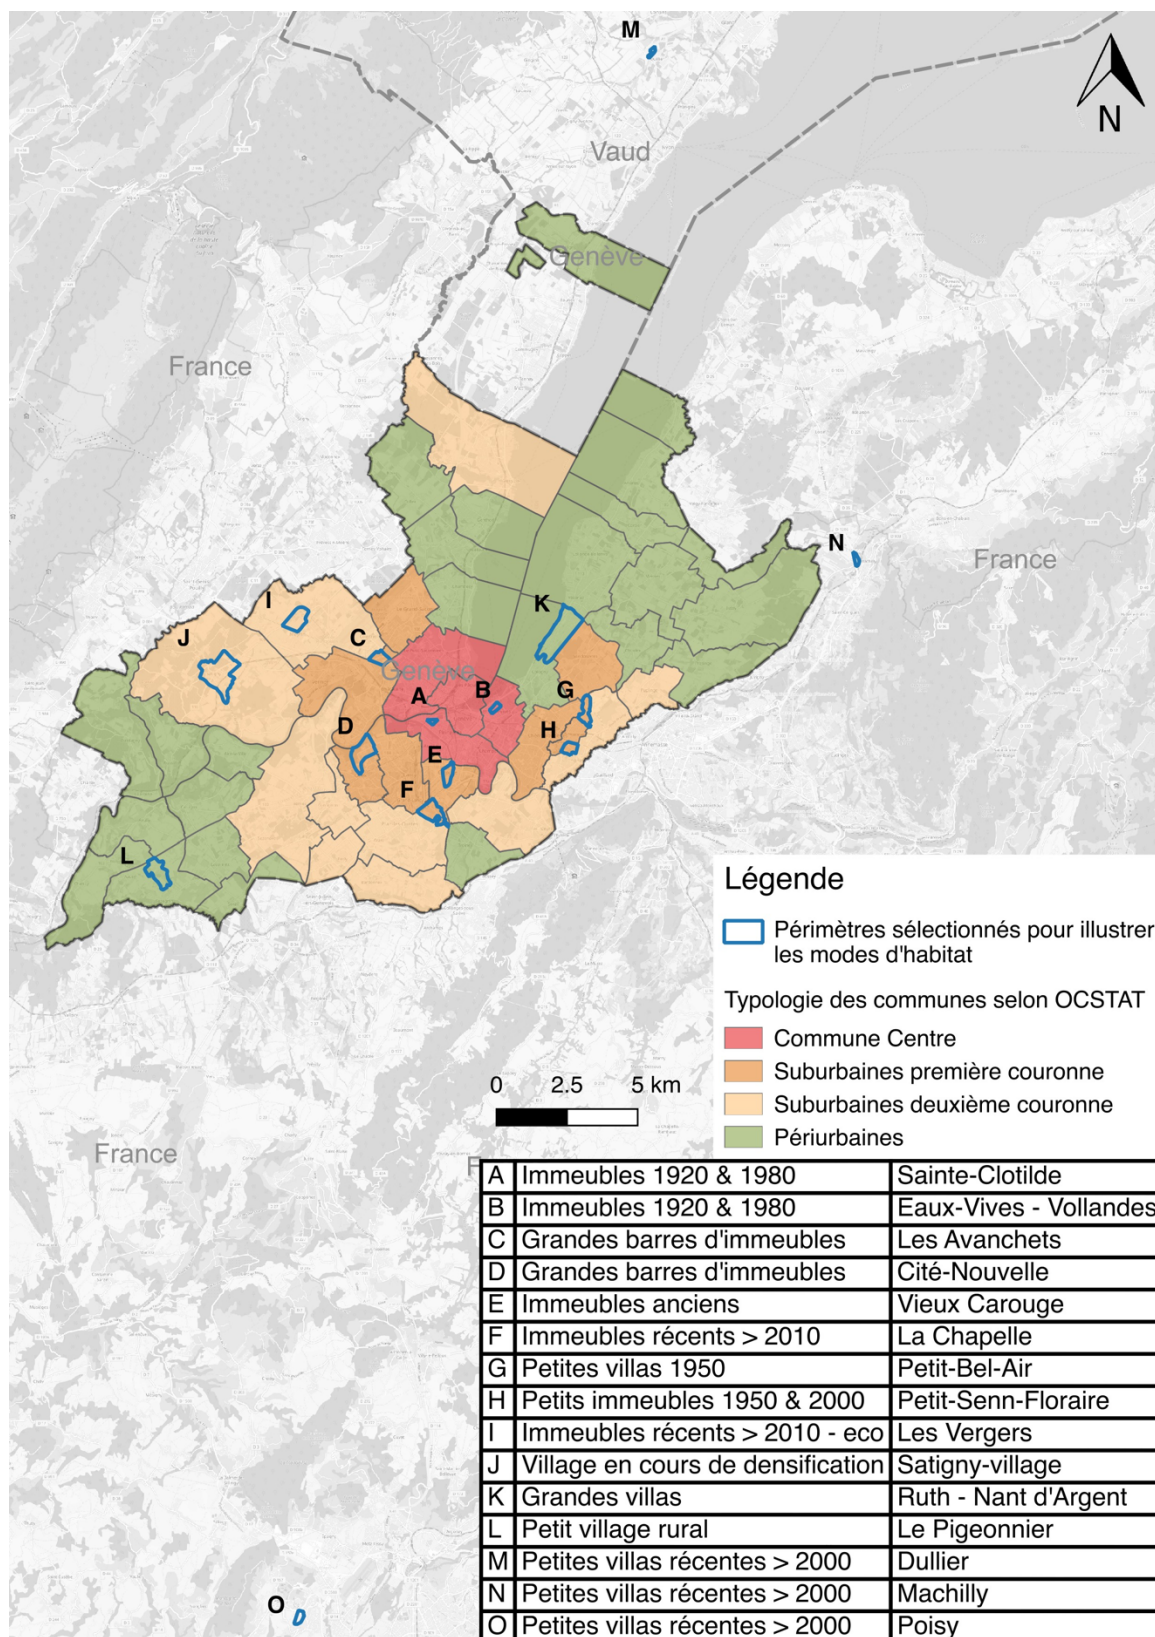 M
N
Vaud
Genève
France
N
France
I
K
J
C
Genève
B
G
A
D
H
E
F
L
Légende
Périmètres sélectionnés pour illustrer
les modes d'habitat
Typologie des communes selon OCSTAT
Commune Centre
Suburbaines première couronne
Suburbaines deuxième couronne
Périurbaines
0 2.5 5 km
France
F
A Immeubles 1920 & 1980 Sainte-Clotilde
B Immeubles 1920 & 1980 Eaux-Vives - Vollandes
C Grandes barres d'immeubles Les Avanchets
D Grandes barres d'immeubles Cité-Nouvelle
E Immeubles anciens Vieux Carouge
F Immeubles récents > 2010 La Chapelle
G Petites villas 1950 Petit-Bel-Air
H Petits immeubles 1950 & 2000 Petit-Senn-Floraire
I Immeubles récents > 2010 - eco Les Vergers
J Village en cours de densification Satigny-village
K Grandes villas Ruth - Nant d'Argent
L Petit village rural Le Pigeonnier
M Petites villas récentes > 2000 Dullier
N Petites villas récentes > 2000 Machilly
O Petites villas récentes > 2000 Poisy
O